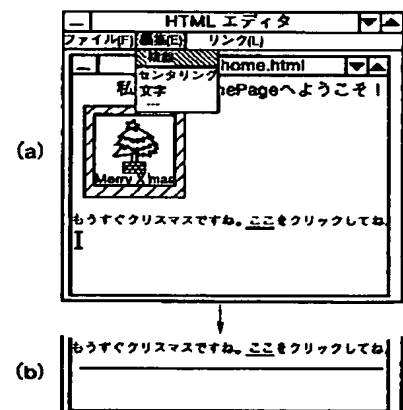 HTML エディタ
ファイル(F) 編集(E) リンク(L)
センタリング
文字
home.html
私 mePageへようこそ！
Merry X'mas
(a)
もうすぐクリスマスですね。ここをクリックしてね
(b)
もうすぐクリスマスですね。ここをクリックしてね